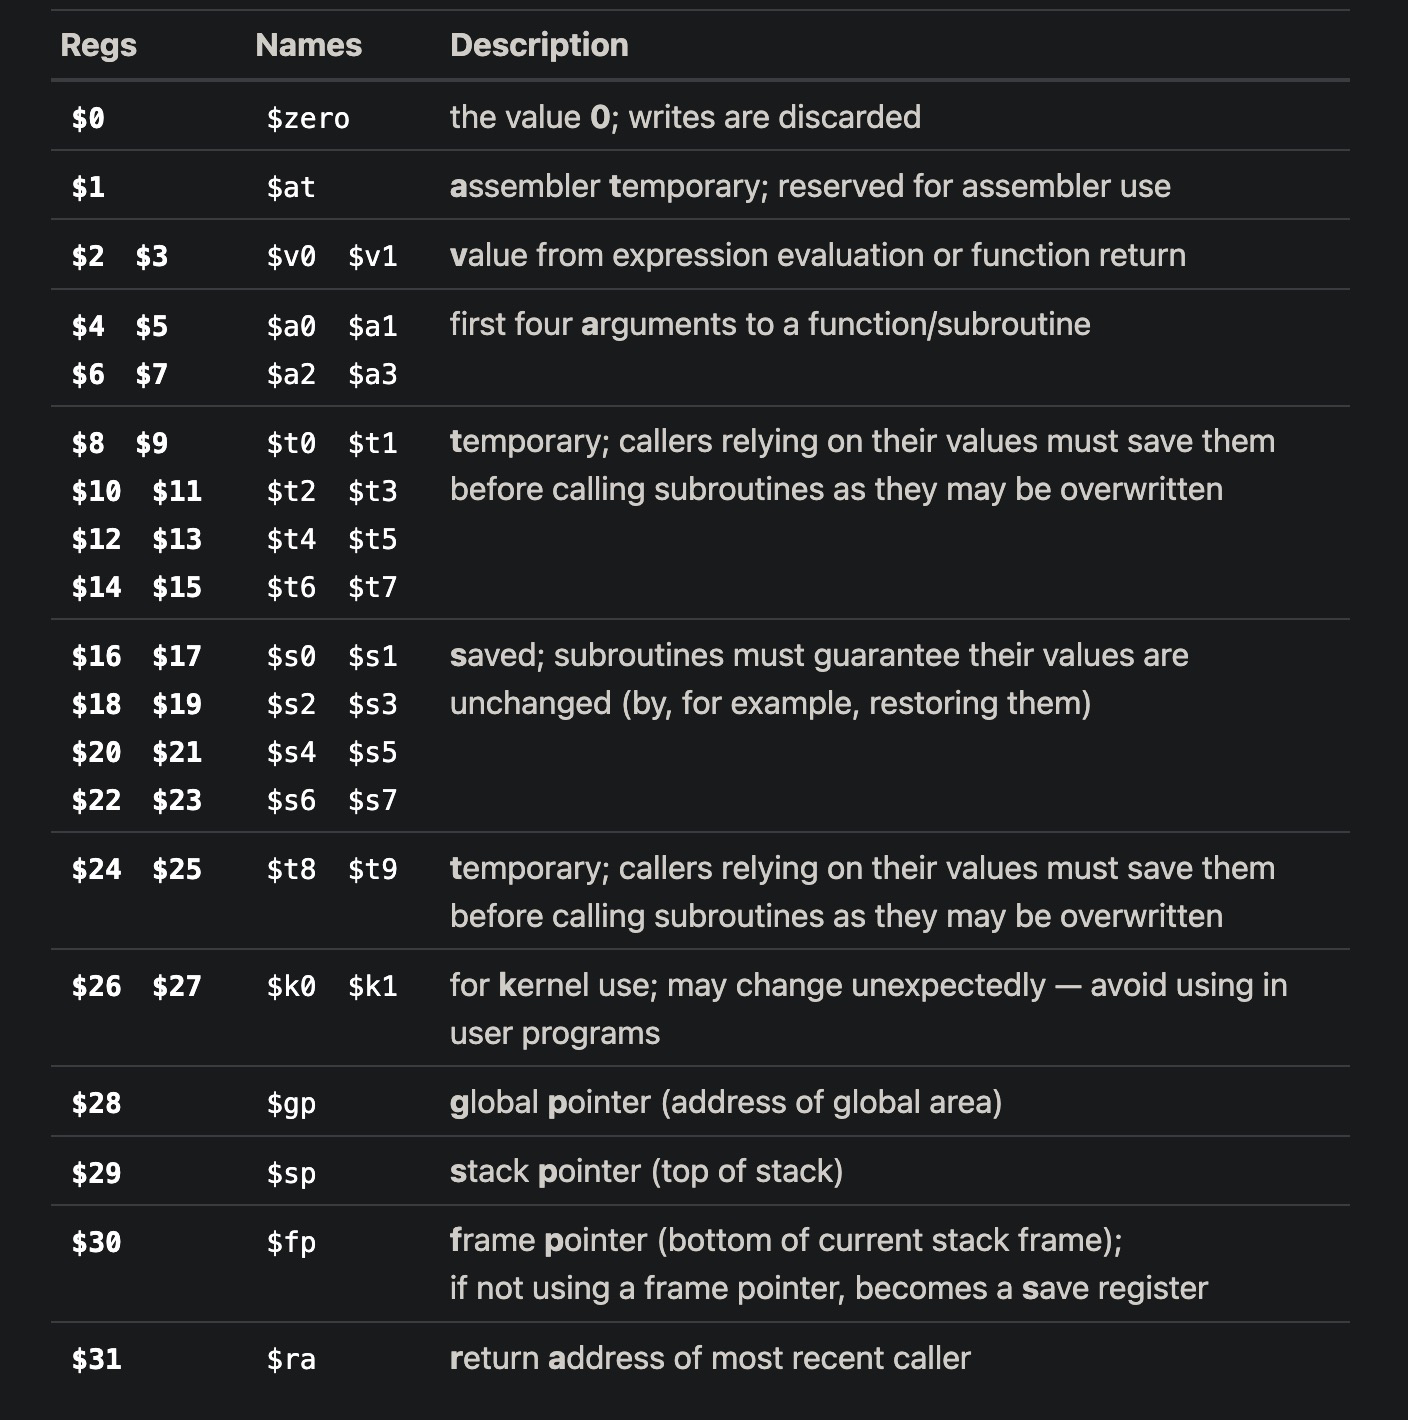 Regs Names Description
$0 $zero the value 0; writes are discarded
$1 $at assembler temporary; reserved for assembler use
$2 $3 $v0 $v1 value from expression evaluation or function return
$4 $5 $a0 $a1 first four arguments to a function/subroutine
$6 $7 $a2 $a3
$8 $9 $t0 $t1 temporary; callers relying on their values must save them
$10 $11 $t2 $t3 before calling subroutines as they may be overwritten
$12 $13 $t4 $t5
$14 $15 $t6 $t7
$16 $17 $s0 $s1 saved; subroutines must guarantee their values are
$18 $19 $s2 $s3 unchanged (by, for example, restoring them)
$20 $21 $s4 $s5
$22 $23 $s6 $s7
$24 $25 $t8 $t9 temporary; callers relying on their values must save them
before calling subroutines as they may be overwritten
$26 $27 $k0 $k1 for kernel use; may change unexpectedly — avoid using in
user programs
$28 $gp global pointer (address of global area)
$29 $sp stack pointer (top of stack)
$30 $fp frame pointer (bottom of current stack frame);
if not using a frame pointer, becomes a save register
$31 $ra return address of most recent caller